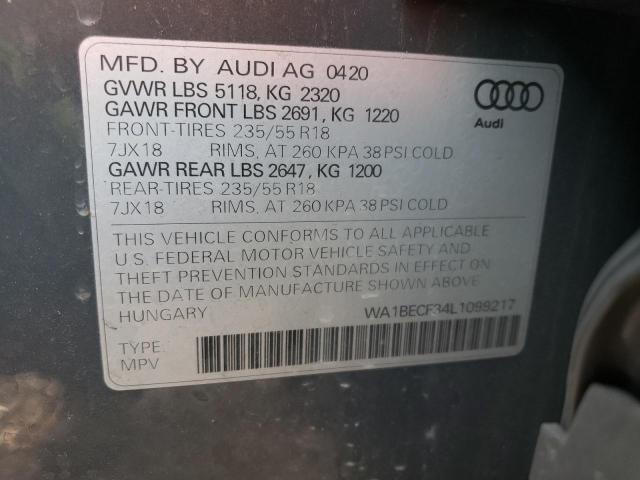 MFD. BY AUDI AG 0420
GVWR LBS 5118, KG 2320
GAWR FRONT LBS 2691, KG 1220
FRONT-TIRES 235/55 R18
7JX18 RIMS, AT 260 KPA 38 PSI COLD
GAWR REAR LBS 2647, KG 1200
REAR-TIRES 235/55 R18
7JX18 RIMS, AT 260 KPA 38 PSI COLD
Audi
THIS VEHICLE CONFORMS TO ALL APPLICABLE
U.S. FEDERAL MOTOR VEHICLE SAFETY AND
THEFT PREVENTION STANDARDS IN EFFECT ON
THE DATE OF MANUFACTURE SHOWN ABOVE
HUNGARY WA1BECF34L1099217
TYPE:
MPV